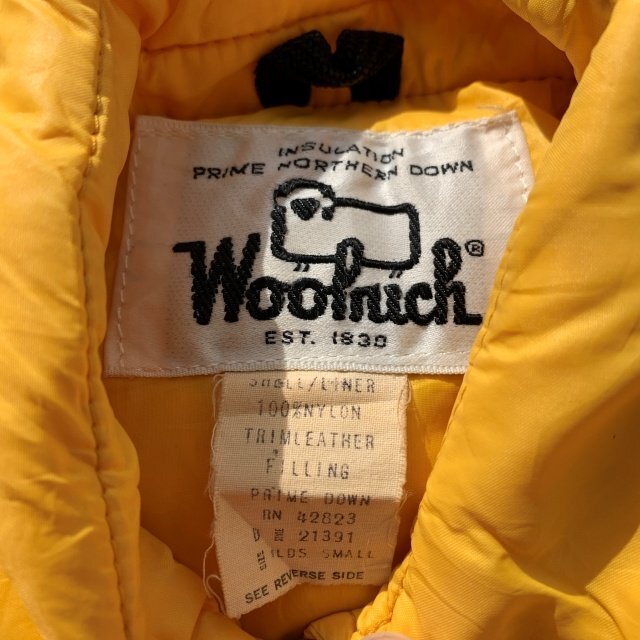 INSULATION
PRIME NORTHERN DOWN
Woolrich®
EST. 1830
SHELL/LINER
100%NYLON
TRIMLEATHER
FILLING
PRIME DOWN
RN 42823
21391
SMALL
SEE REVERSE SIDE